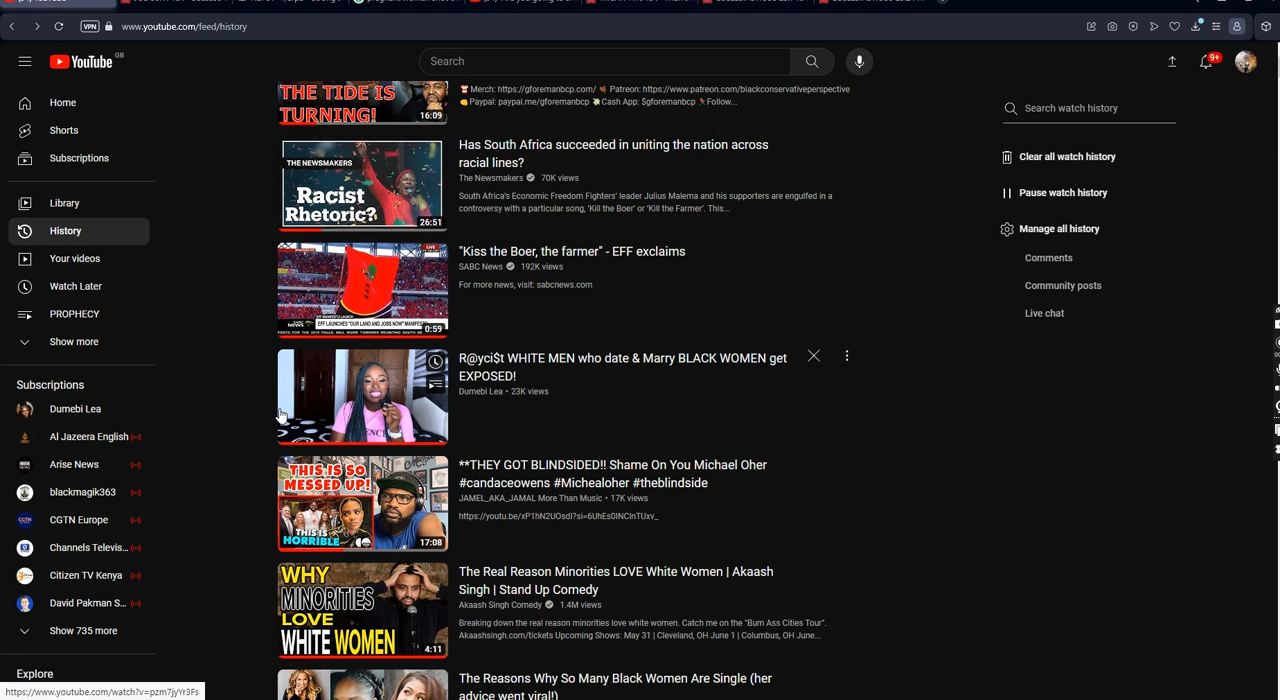 VPN
www.youtube.com/feed/history
YouTube GB
Search
9+
Home
Shorts
Subscriptions
Library
History
Your videos
Watch Later
PROPHECY
Show more
Subscriptions
Dumebi Lea
Al Jazeera English
Arise News
blackmagik363
CGTN Europe
Channels Televis...
Citizen TV Kenya
David Pakman S...
Show 735 more
Explore
https://www.youtube.com/watch?v=pzm7jyYr3Fs
THE TIDE IS
TURNING!
16:09
Merch: https://gforemanbcp.com/ Patreon: https://www.patreon.com/blackconservativeperspective
Paypal: paypal.me/gforemanbcp Cash App: $gforemanbcp Follow...
THE NEWSMAKERS
Racist
Rhetoric?
26:51
Has South Africa succeeded in uniting the nation across
racial lines?
The Newsmakers 70K views
South Africa's Economic Freedom Fighters' leader Julius Malema and his supporters are engulfed in a
controversy with a particular song, 'Kill the Boer' or 'Kill the Farmer'. This...
LIVE
NEWS
EFF LAUNCHES "OUR LAND AND JOBS NOW" MANIFESTO
0:59
"Kiss the Boer, the farmer" - EFF exclaims
SABC News 192K views
For more news, visit: sabcnews.com
PINK
R@yci$t WHITE MEN who date & Marry BLACK WOMEN get
EXPOSED!
Dumebi Lea • 23K views
THIS IS SO
MESSED UP!
THIS IS
HORRIBLE
17:08
**THEY GOT BLINDSIDED!! Shame On You Michael Oher
#candaceowens #Michealoher #theblindside
JAMEL_AKA_JAMAL More Than Music • 17K views
https://youtu.be/xP1hN2UOsdI?si=6UhEs0INCInTUxv_
WHY
MINORITIES
LOVE
WHITE WOMEN
4:11
The Real Reason Minorities LOVE White Women | Akaash
Singh | Stand Up Comedy
Akaash Singh Comedy 1.4M views
Breaking down the real reason minorities love white women. Catch me on the "Bum Ass Cities Tour".
Akaashsingh.com/tickets Upcoming Shows: May 31 | Cleveland, OH June 1 | Columbus, OH June...
The Reasons Why So Many Black Women Are Single (her
advice went viral!)
Search watch history
Clear all watch history
Pause watch history
Manage all history
Comments
Community posts
Live chat